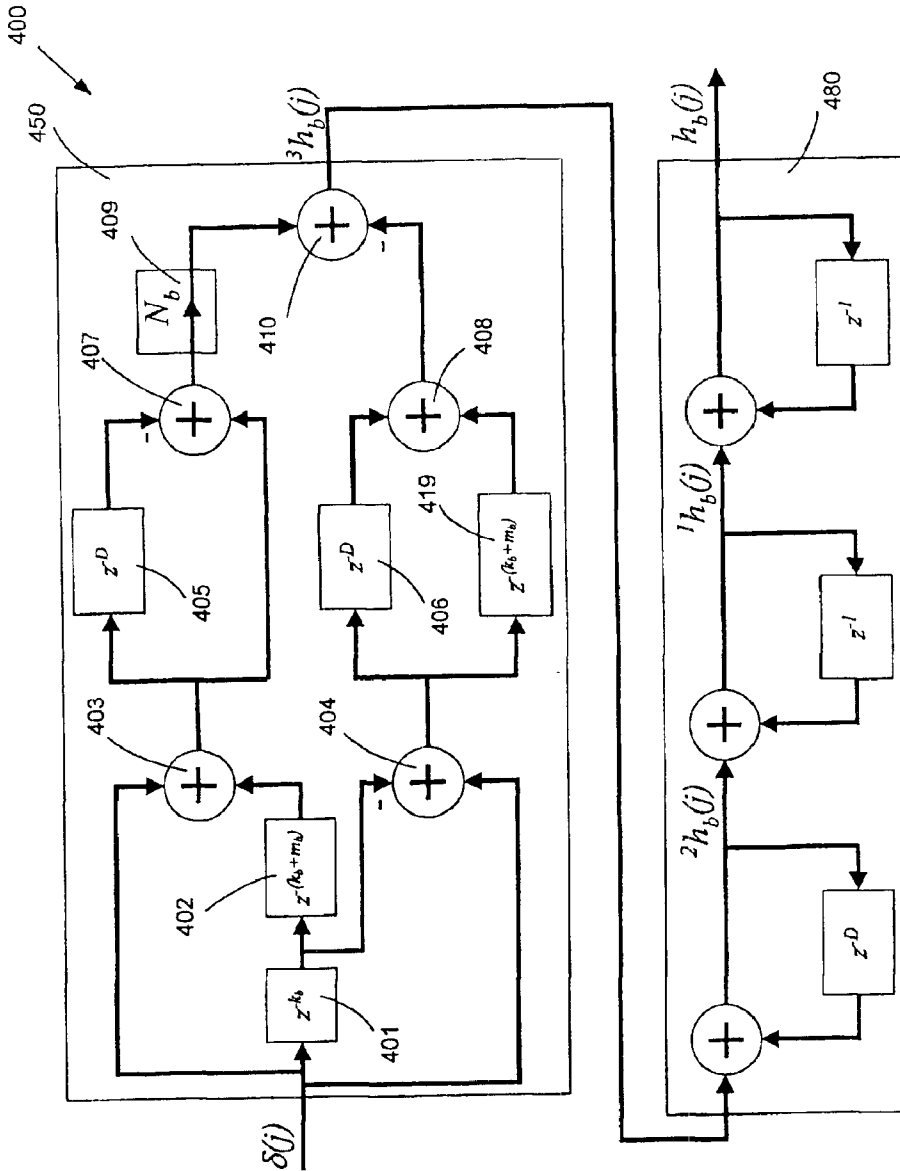 400
450
δ(j)
z^{-k_b}
401
z^{-(k_b+m_b)}
402
+
403
- +
404
z^{-D}
405
z^{-D}
406
z^{-(k_b+m_b)}
419
- +
407
+
408
N_b
409
+ -
410
^3h_b(j)
+
z^{-D}
^2h_b(j)
+
z^{-1}
^1h_b(j)
+
z^{-1}
h_b(j)
480